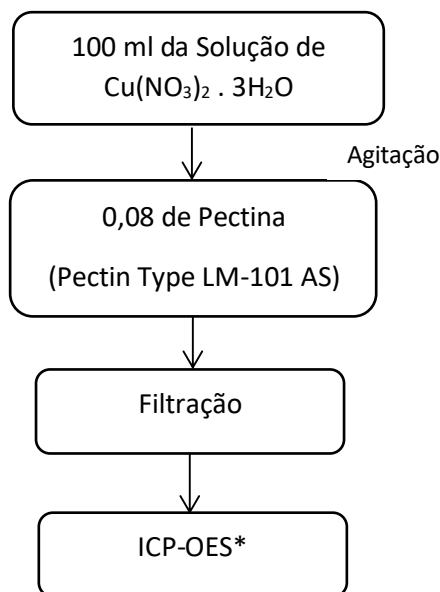 100 ml da Solução de
Cu(NO₃)₂ . 3H₂O
Agitação
0,08 de Pectina
(Pectin Type LM-101 AS)
Filtração
ICP-OES*